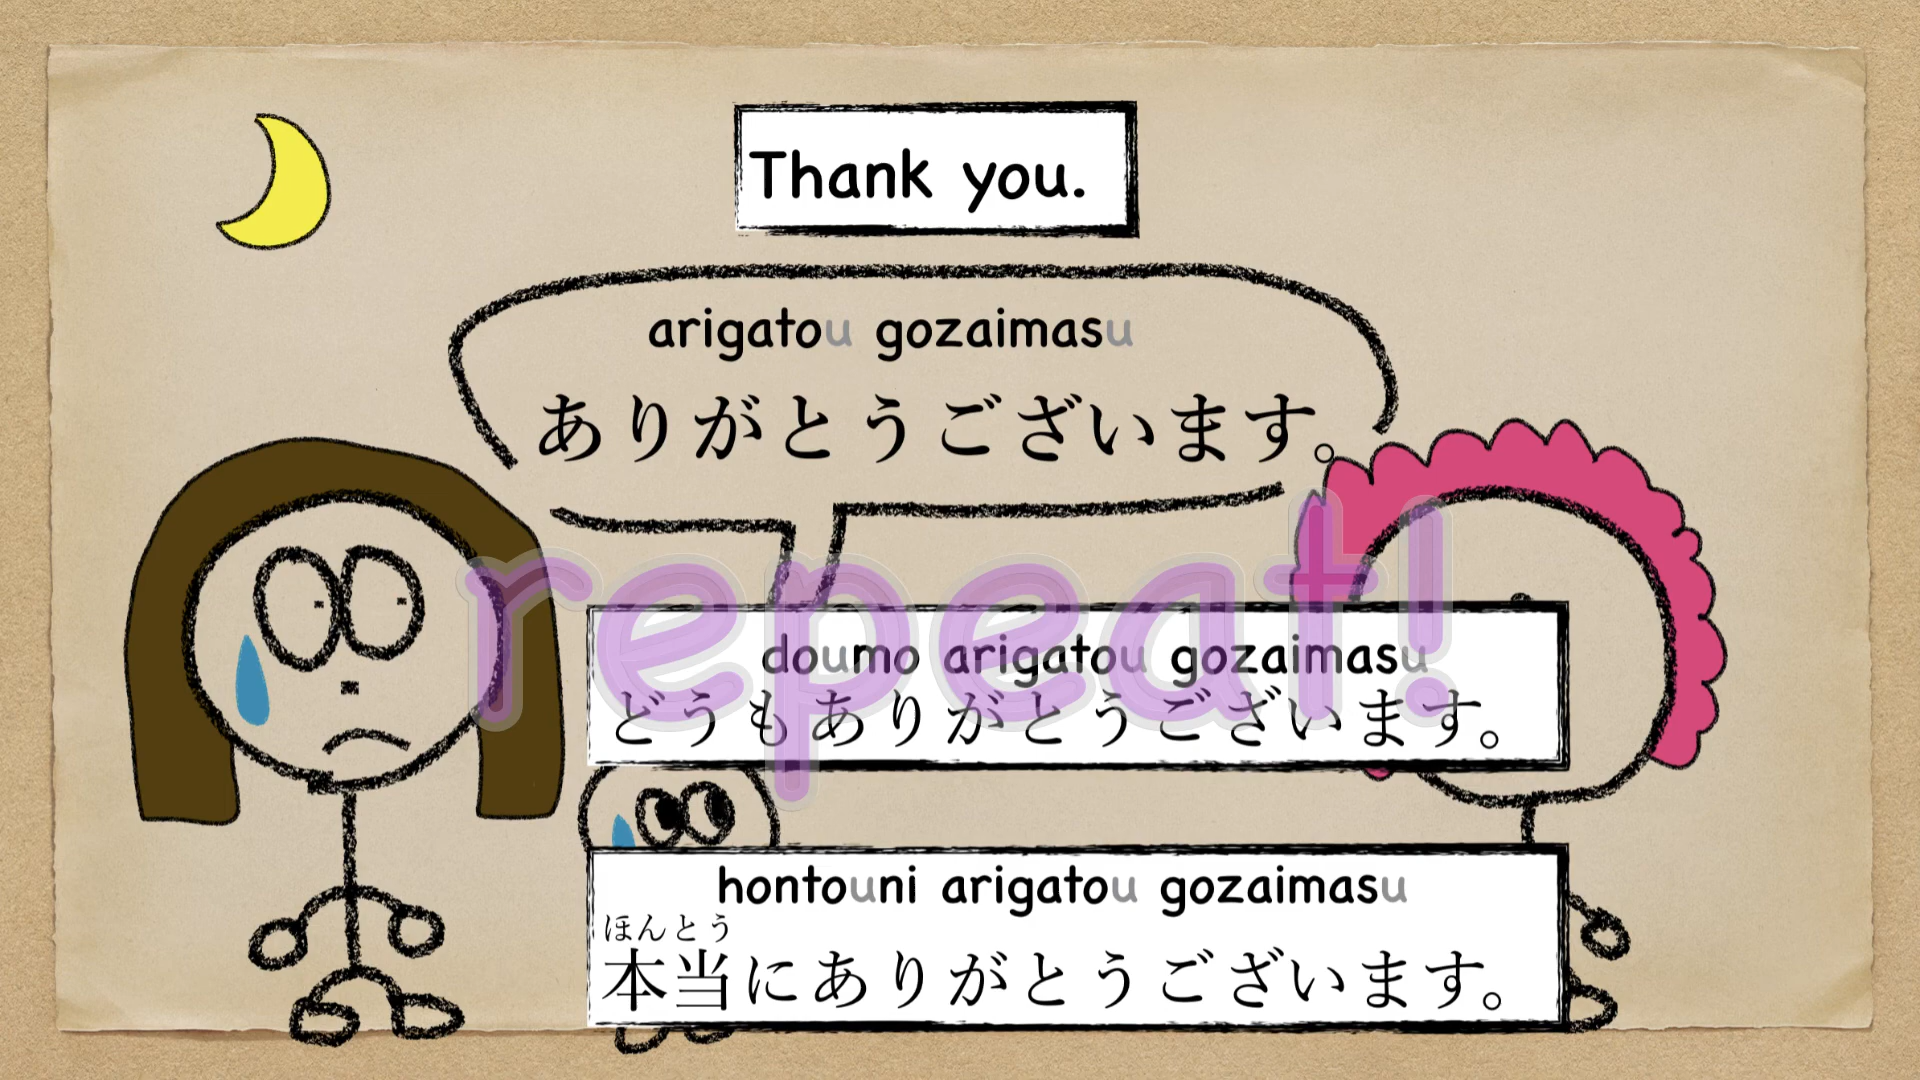 Thank you.
arigatou gozaimasu
ありがとうございます。
repeat!
doumo arigatou gozaimasu
どうもありがとうございます。
hontouni arigatou gozaimasu
ほんとう
本当にありがとうございます。